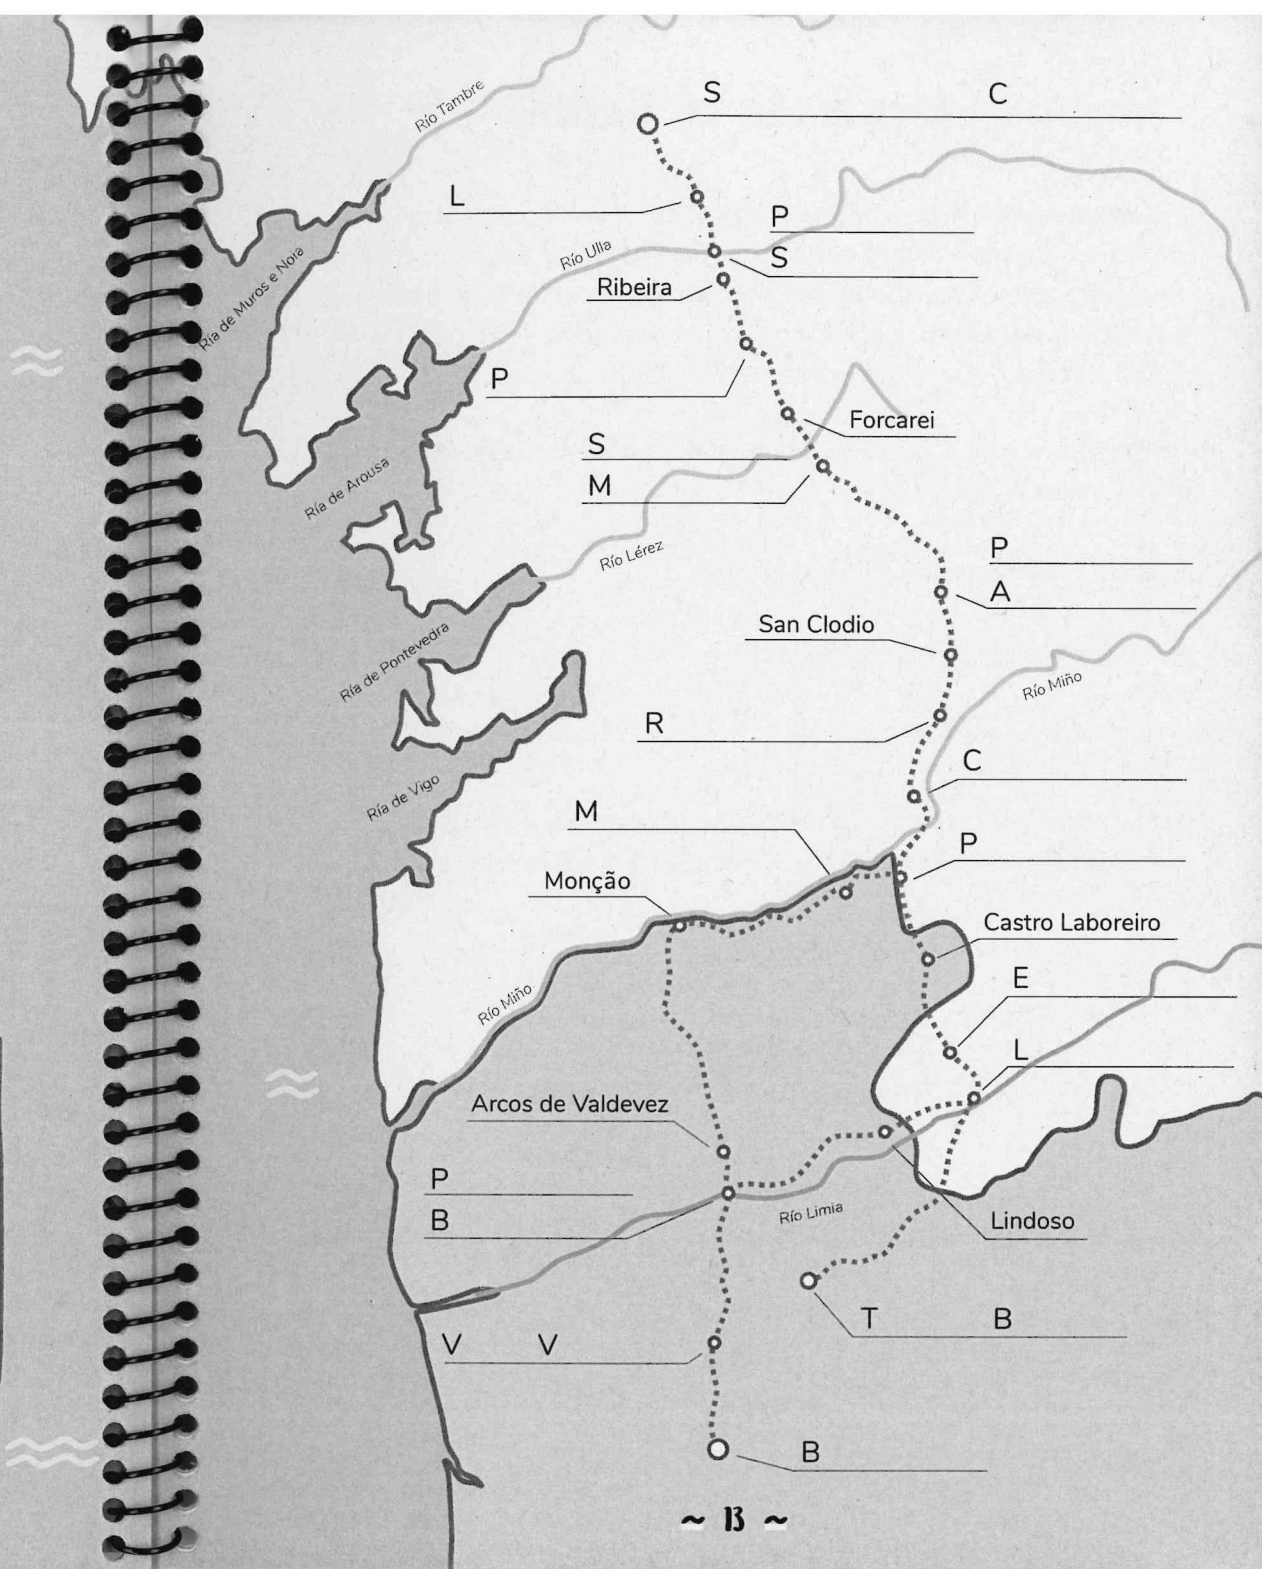 S C
Río Tambre
L
P
Río Ulla
S
Ribeira
Ría de Muros e Noia
P
Forcarei
S
M
Ría de Arousa
Río Lérez
P
A
San Clodio
Ría de Pontevedra
Río Miño
R
C
Ría de Vigo
M
P
Monção
Castro Laboreiro
E
Río Miño
L
Arcos de Valdevez
P
Río Limia
B
Lindoso
T B
V V
B
~ 13 ~